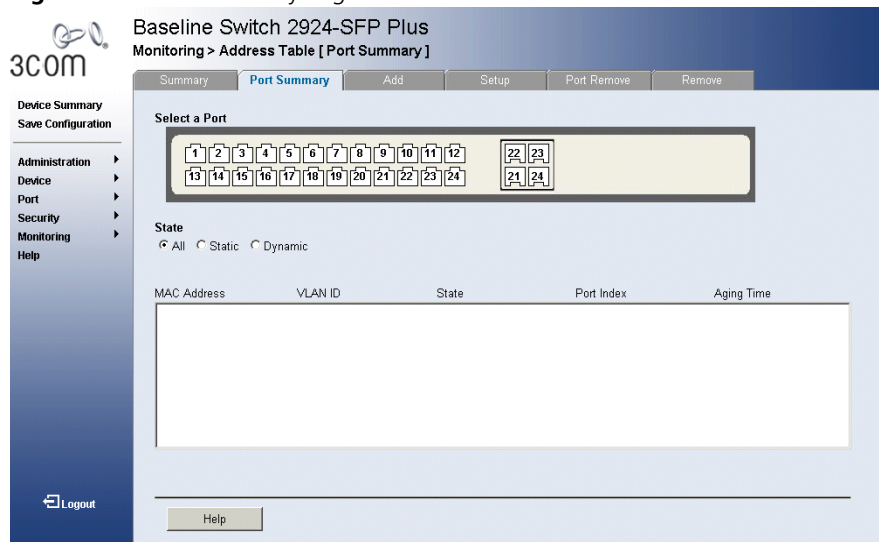 3COM
Baseline Switch 2924-SFP Plus
Monitoring > Address Table [ Port Summary ]
Summary Port Summary Add Setup Port Remove Remove
Device Summary
Save Configuration
Administration
Device
Port
Security
Monitoring
Help
Select a Port
1 2 3 4 5 6 7 8 9 10 11 12 22 23
13 14 15 16 17 18 19 20 21 22 23 24 21 24
State
All Static Dynamic
MAC Address VLAN ID State Port Index Aging Time
Logout
Help